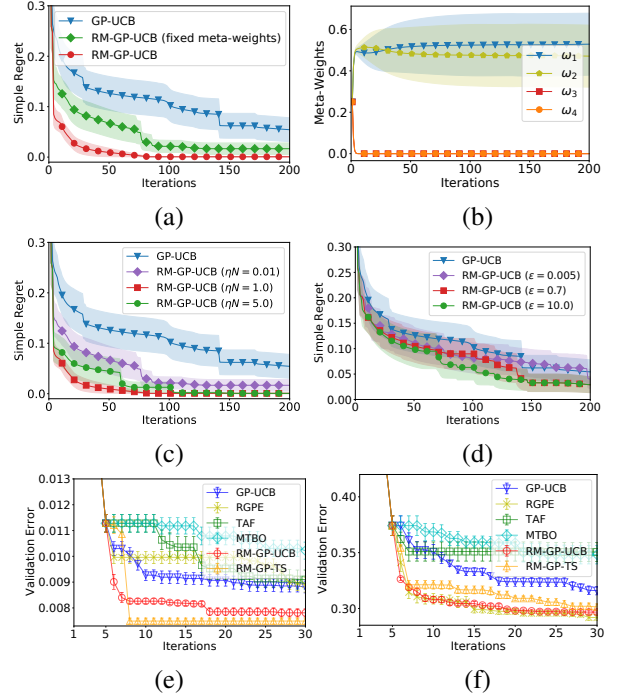 0.3
0.2
0.1
0.0
Simple Regret
GP-UCB
RM-GP-UCB (fixed meta-weights)
RM-GP-UCB
0 50 100 150 200
Iterations
(a)
0.6
0.4
0.2
0.0
Meta-Weights
ω1
ω2
ω3
ω4
0 50 100 150 200
Iterations
(b)
0.3
0.2
0.1
0.0
Simple Regret
GP-UCB
RM-GP-UCB (ηN = 0.01)
RM-GP-UCB (ηN = 1.0)
RM-GP-UCB (ηN = 5.0)
0 50 100 150 200
Iterations
(c)
0.30
0.25
0.20
0.15
0.10
0.05
0.00
Simple Regret
GP-UCB
RM-GP-UCB (ε = 0.005)
RM-GP-UCB (ε = 0.7)
RM-GP-UCB (ε = 10.0)
0 50 100 150 200
Iterations
(d)
0.013
0.012
0.011
0.010
0.009
0.008
Validation Error
GP-UCB
RGPE
TAF
MTBO
RM-GP-UCB
RM-GP-TS
1 5 10 15 20 25 30
Iterations
(e)
0.40
0.35
0.30
Validation Error
GP-UCB
RGPE
TAF
MTBO
RM-GP-UCB
RM-GP-TS
1 5 10 15 20 25 30
Iterations
(f)